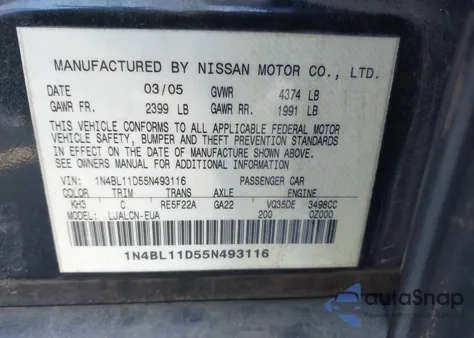 MANUFACTURED BY NISSAN MOTOR CO., LTD.
DATE 03/05 GVWR 4374 LB
GAWR FR. 2399 LB GAWR RR. 1991 LB
THIS VEHICLE CONFORMS TO ALL APPLICABLE FEDERAL MOTOR
VEHICLE SAFETY, BUMPER AND THEFT PREVENTION STANDARDS
IN EFFECT ON THE DATE OF MANUFACTURE SHOWN ABOVE.
SEE OWNERS MANUAL FOR ADDITIONAL INFORMATION
VIN: 1N4BL11D55N493116 PASSENGER CAR
COLOR TRIM TRANS AXLE ENGINE
KH3 C RE5F22A GA22 VQ35DE 3498CC
MODEL: LJALCN-EUA 200 0Z000
1N4BL11D55N493116
autaSnap